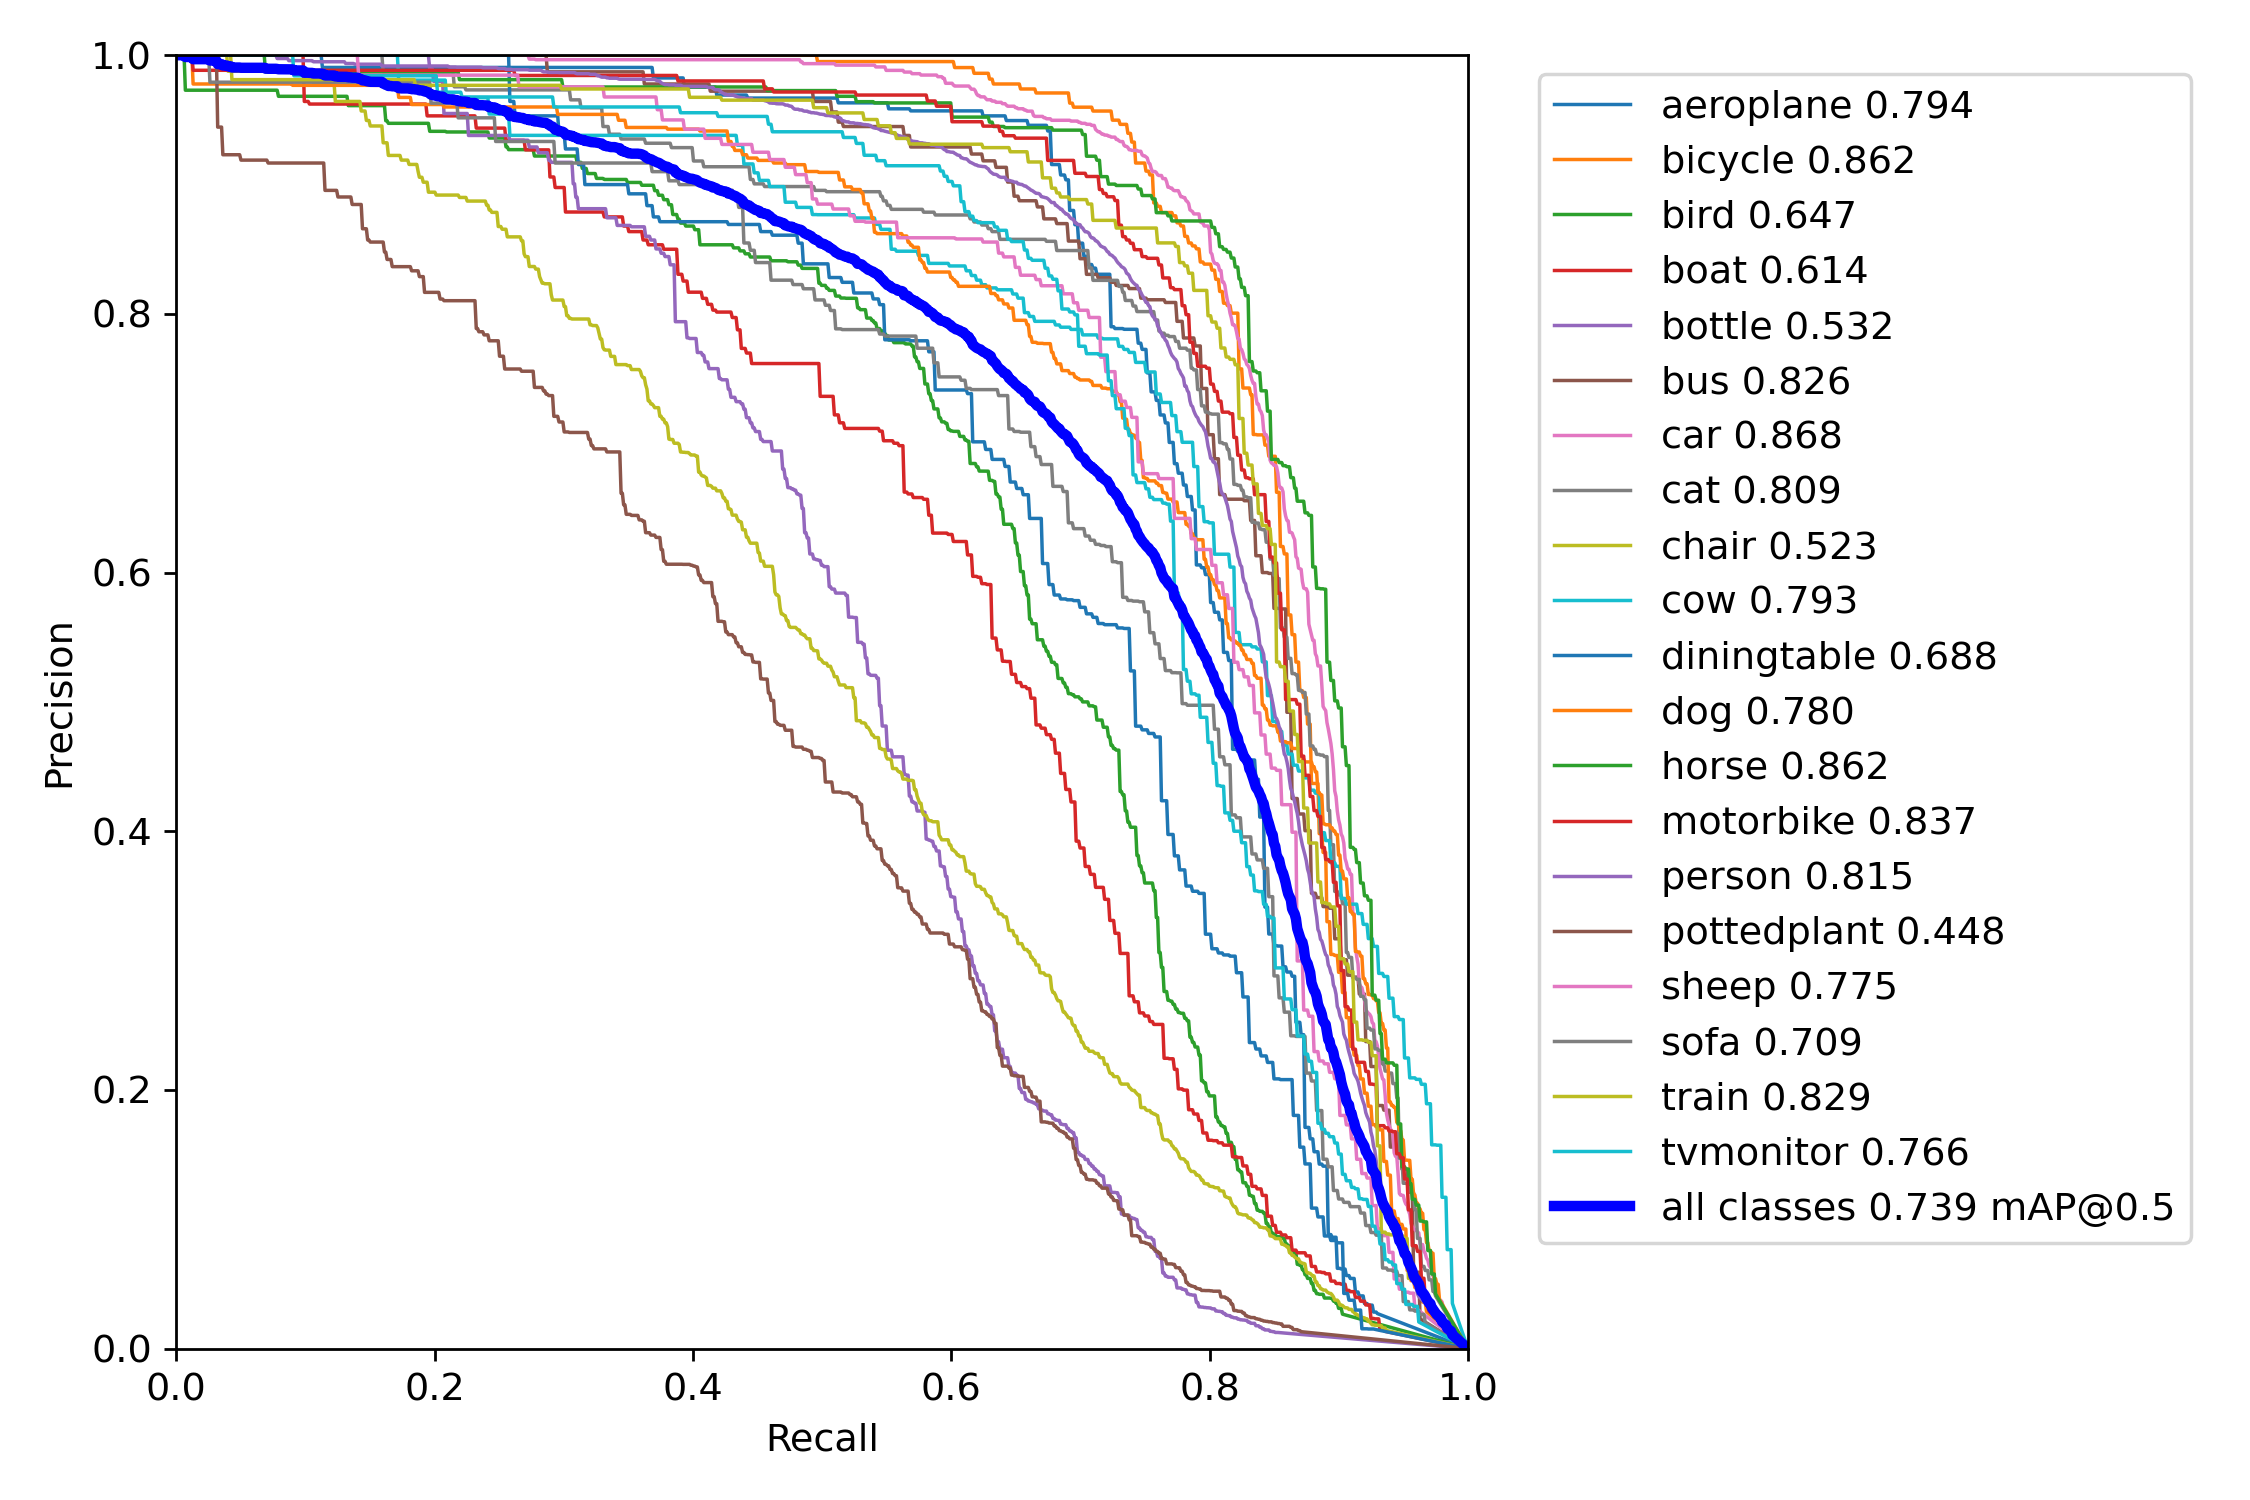 1.0
0.8
0.6
0.4
0.2
0.0
Precision
0.0 0.2 0.4 0.6 0.8 1.0
Recall
aeroplane 0.794
bicycle 0.862
bird 0.647
boat 0.614
bottle 0.532
bus 0.826
car 0.868
cat 0.809
chair 0.523
cow 0.793
diningtable 0.688
dog 0.780
horse 0.862
motorbike 0.837
person 0.815
pottedplant 0.448
sheep 0.775
sofa 0.709
train 0.829
tvmonitor 0.766
all classes 0.739 mAP@0.5